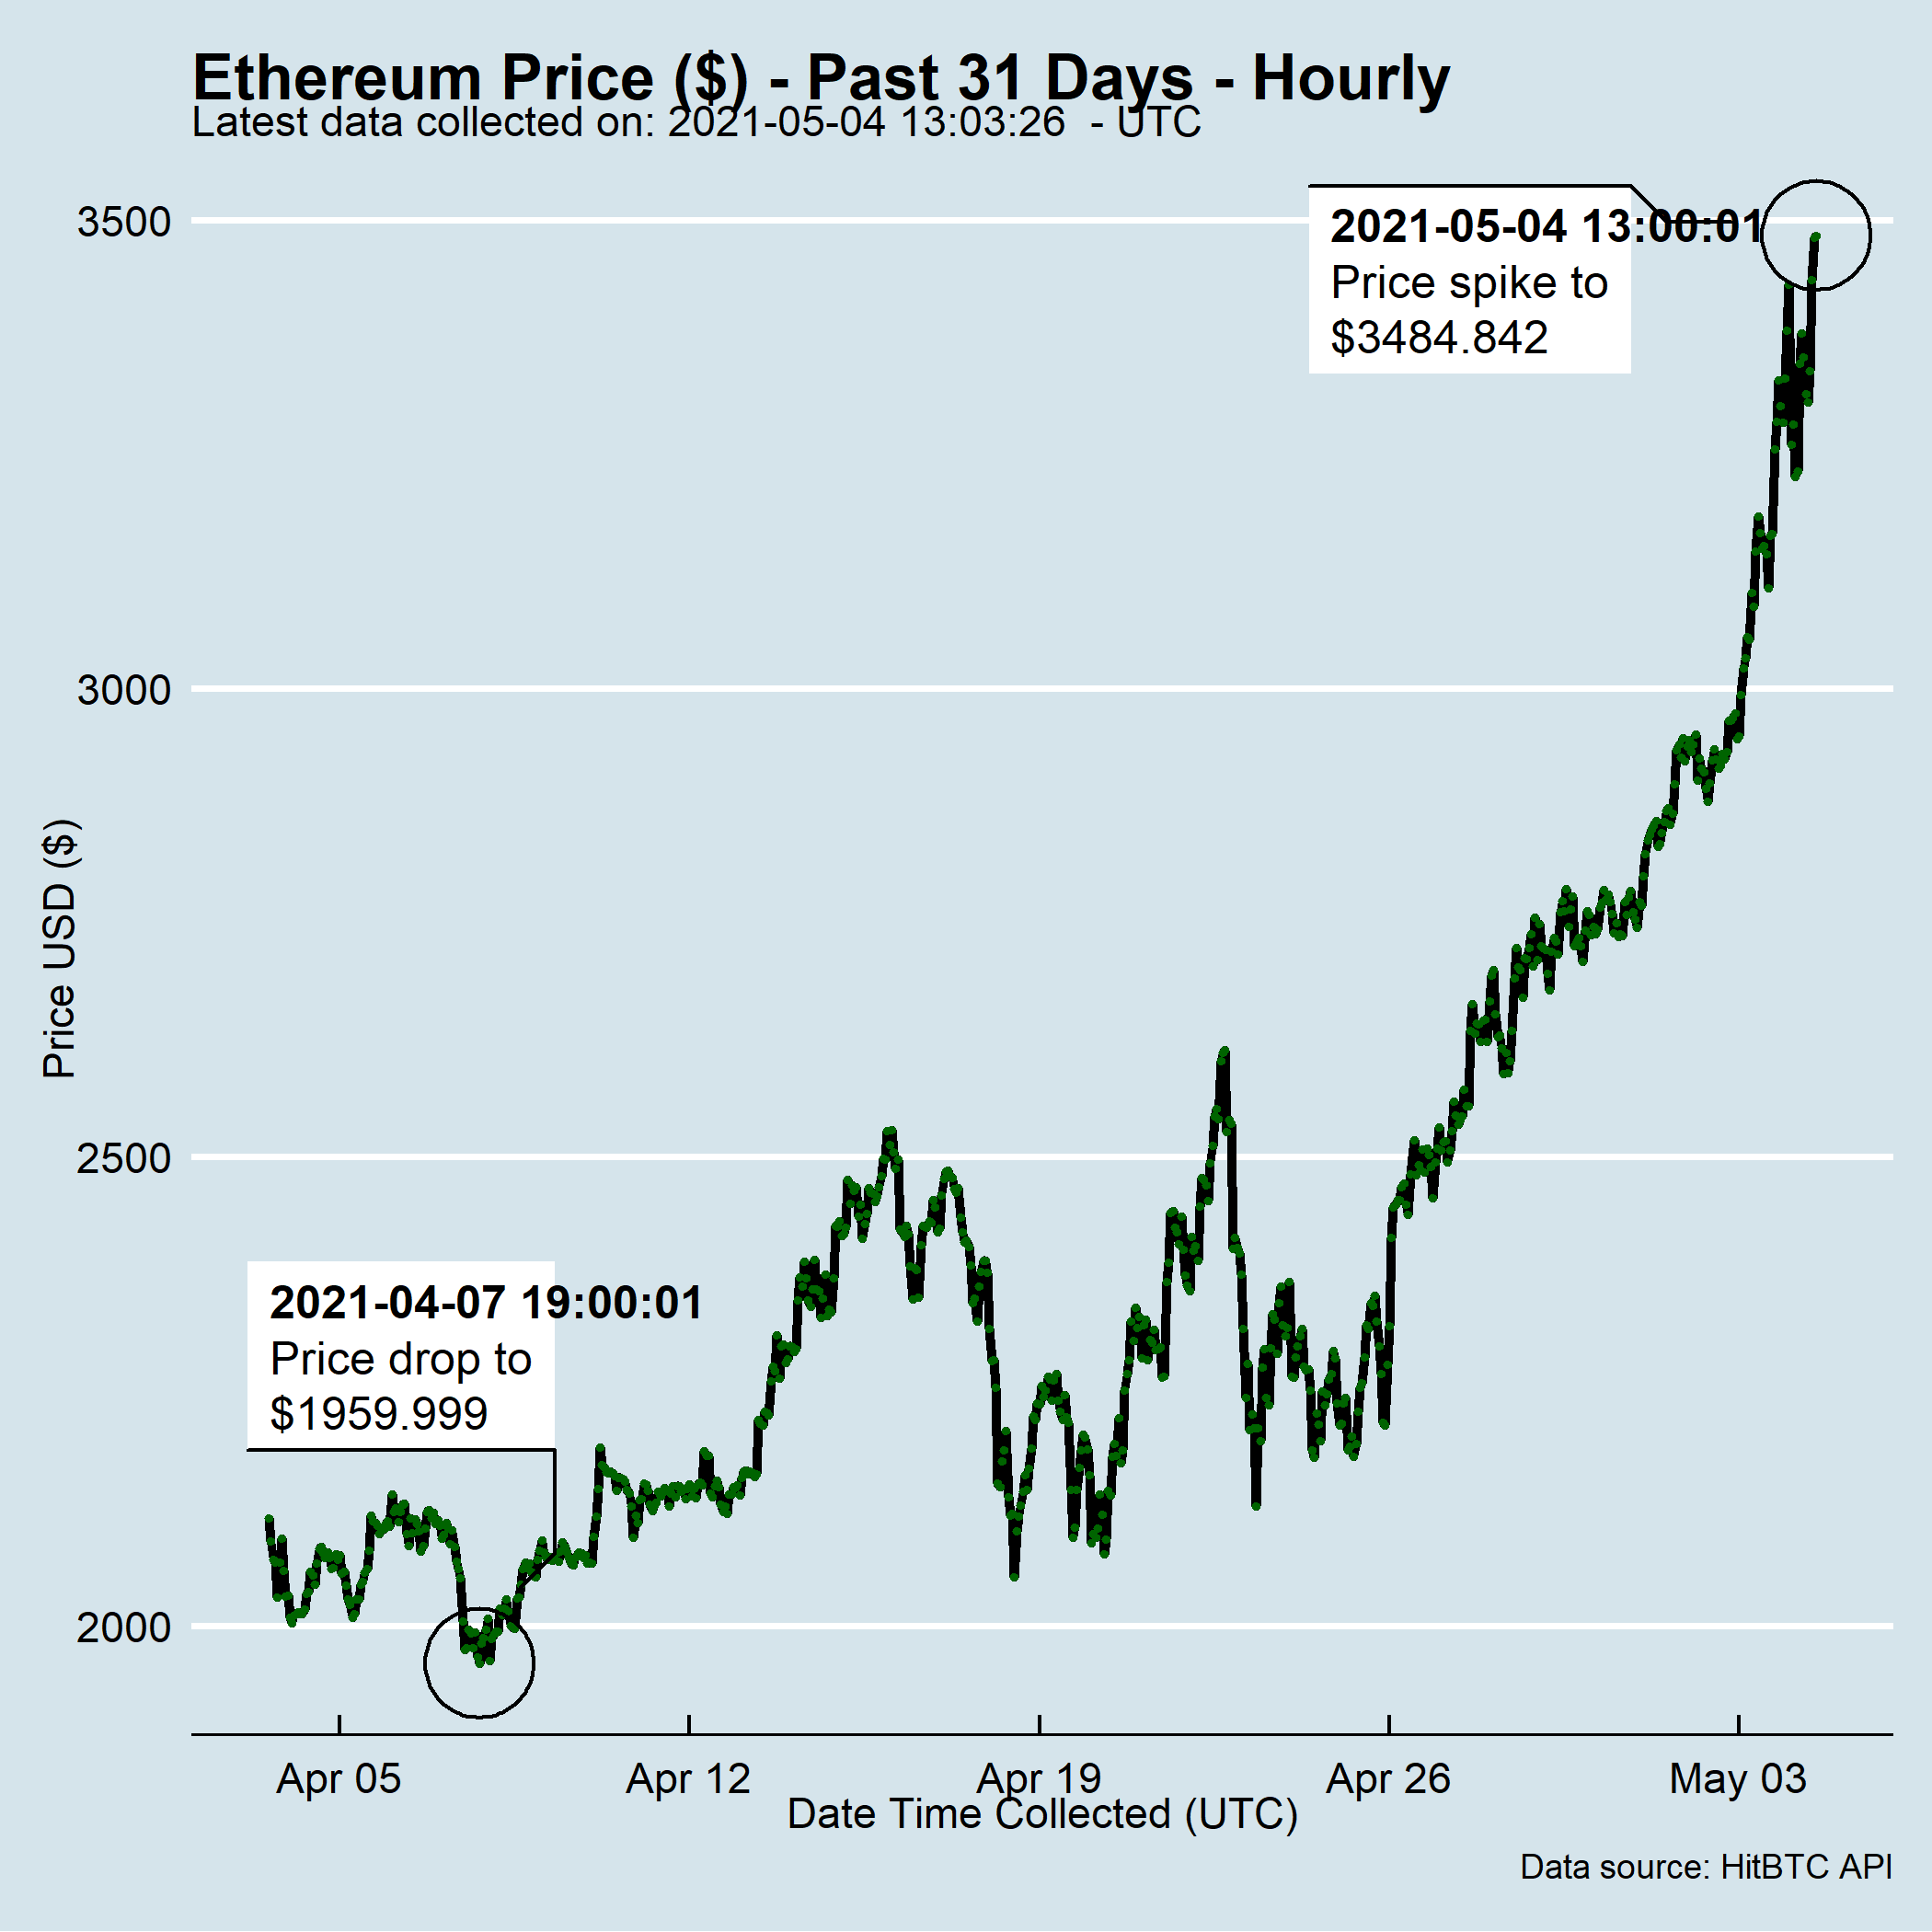 Ethereum Price ($) - Past 31 Days - Hourly
Latest data collected on: 2021-05-04 13:03:26  - UTC
3500
2021-05-04 13:00:01
Price spike to
$3484.842
3000
Price USD ($)
2500
2021-04-07 19:00:01
Price drop to
$1959.999
2000
Apr 05
Apr 12
Apr 19
Apr 26
May 03
Date Time Collected (UTC)
Data source: HitBTC API